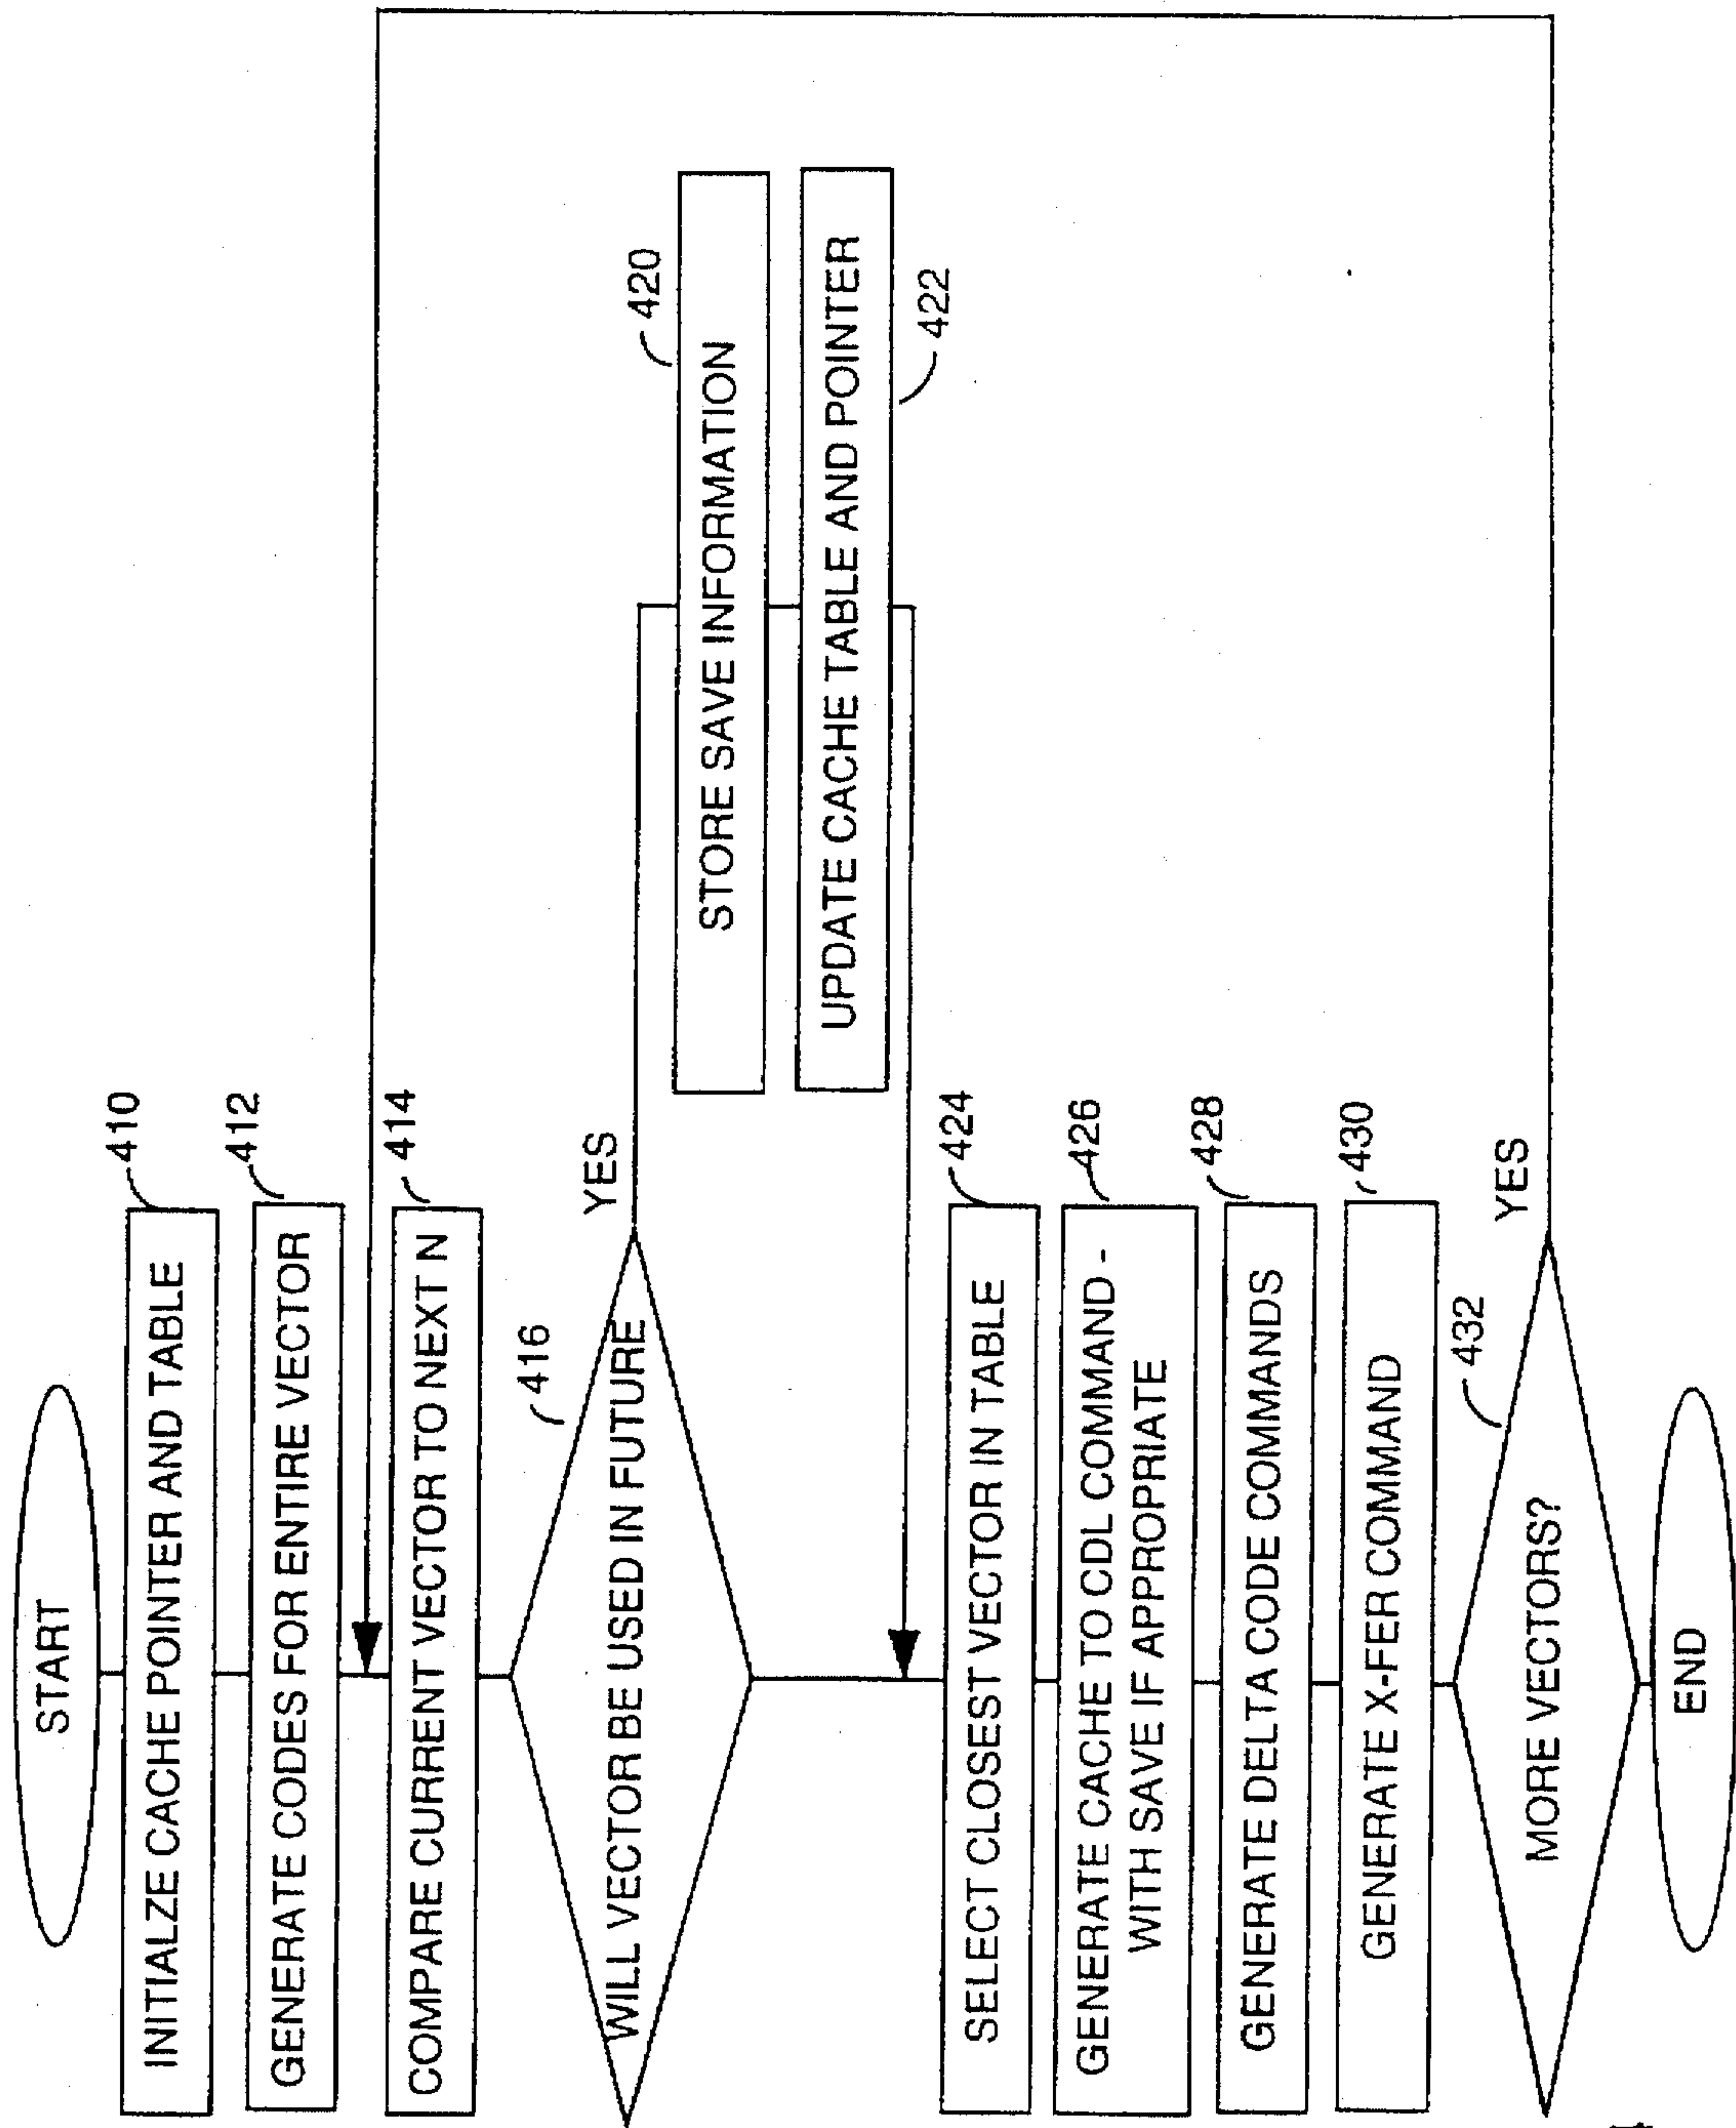 START
INITIALZE CACHE POINTER AND TABLE
410
GENERATE CODES FOR ENTIRE VECTOR
412
COMPARE CURRENT VECTOR TO NEXT N
414
WILL VECTOR BE USED IN FUTURE
416
YES
STORE SAVE INFORMATION
420
UPDATE CACHE TABLE AND POINTER
422
SELECT CLOSEST VECTOR IN TABLE
424
GENERATE CACHE TO CDL COMMAND -
WITH SAVE IF APPROPRIATE
426
GENERATE DELTA CODE COMMANDS
428
GENERATE X-FER COMMAND
430
MORE VECTORS?
432
YES
END